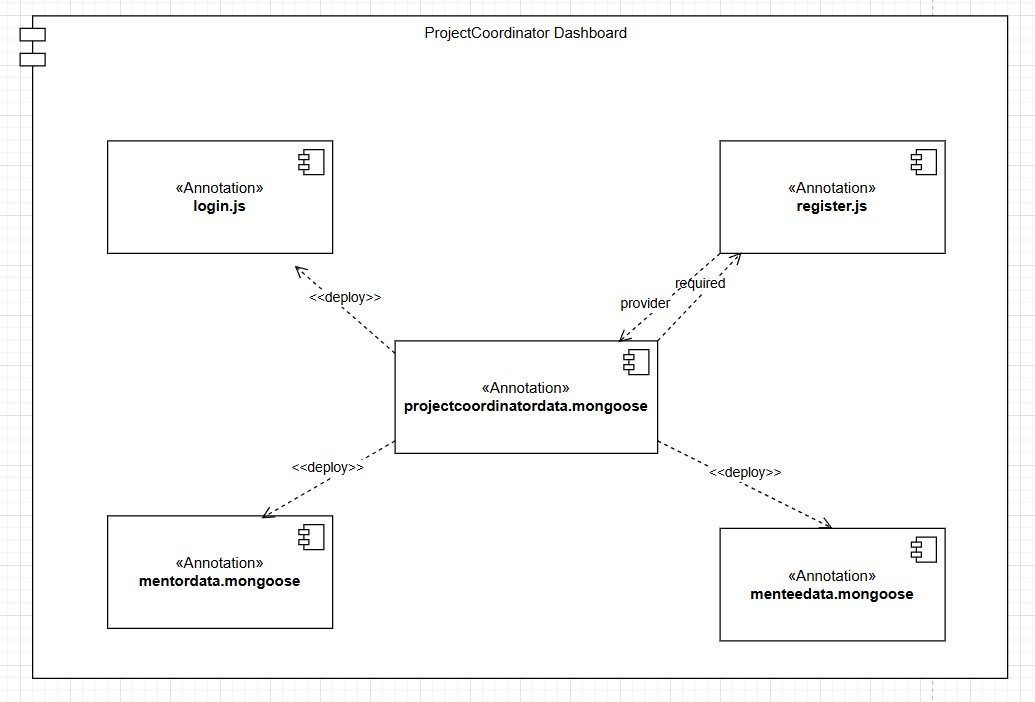 ProjectCoordinator Dashboard
«Annotation»
login.js
«Annotation»
register.js
<<deploy>>
required
provider
«Annotation»
projectcoordinatordata.mongoose
<<deploy>>
<<deploy>>
«Annotation»
mentordata.mongoose
«Annotation»
menteedata.mongoose